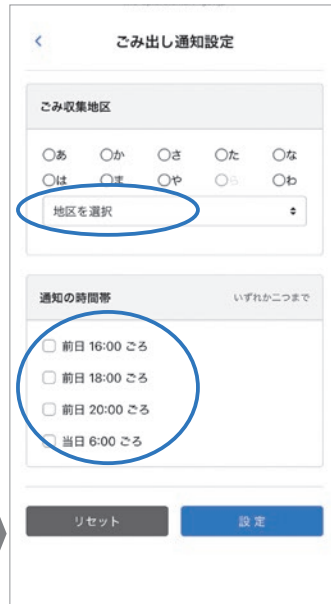 ごみ出し通知設定
ごみ収集地区
あ か さ た な
は ま や ら わ
地区を選択
通知の時間帯 いずれか二つまで
前日 16:00 ごろ
前日 18:00 ごろ
前日 20:00 ごろ
当日 6:00 ごろ
リセット 設定